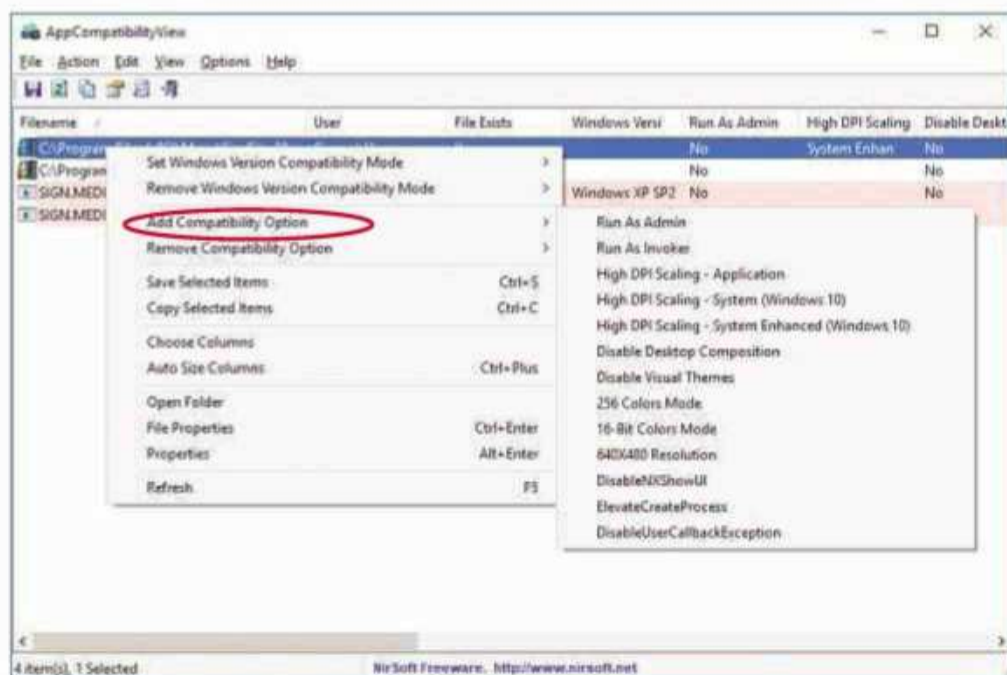 AppCompatibilityView
File Action Edit View Options Help
Filename User File Exists Windows Versi Run As Admin High DPI Scaling Disable Deskt
C:\Program No System Enhan No
C:\Program No No
SIGN.MEDI Windows XP SP2 No No
SIGN.MEDI
Set Windows Version Compatibility Mode
Remove Windows Version Compatibility Mode
Add Compatibility Option
Remove Compatibility Option
Save Selected Items Ctrl+S
Copy Selected Items Ctrl+C
Choose Columns
Auto Size Columns Ctrl+Plus
Open Folder
File Properties Ctrl+Enter
Properties Alt+Enter
Refresh F5
Run As Admin
Run As Invoker
High DPI Scaling - Application
High DPI Scaling - System (Windows 10)
High DPI Scaling - System Enhanced (Windows 10)
Disable Desktop Composition
Disable Visual Themes
256 Colors Mode
16-Bit Colors Mode
640X480 Resolution
DisableNXShowUI
ElevateCreateProcess
DisableUserCallbackException
4 item(s), 1 Selected NirSoft Freeware. http://www.nirsoft.net